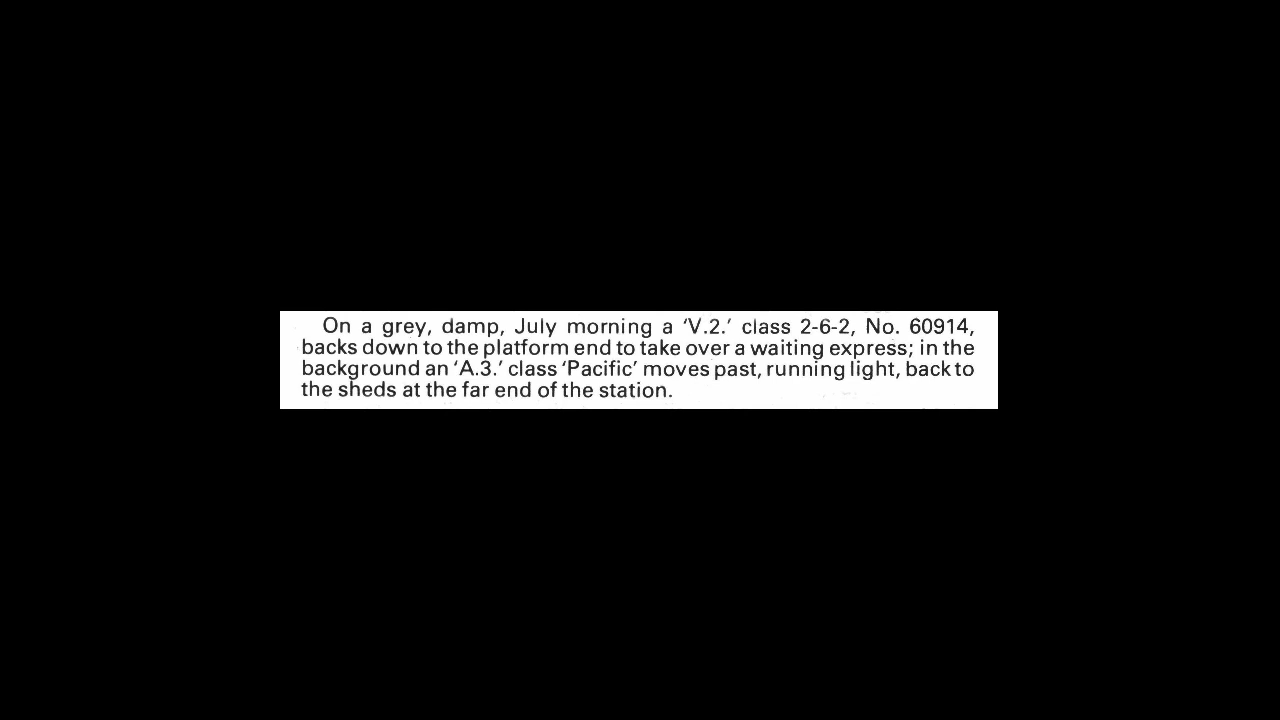 On a grey, damp, July morning a ‘V.2.’ class 2-6-2, No. 60914,
backs down to the platform end to take over a waiting express; in the
background an ‘A.3.’ class ‘Pacific’ moves past, running light, back to
the sheds at the far end of the station.